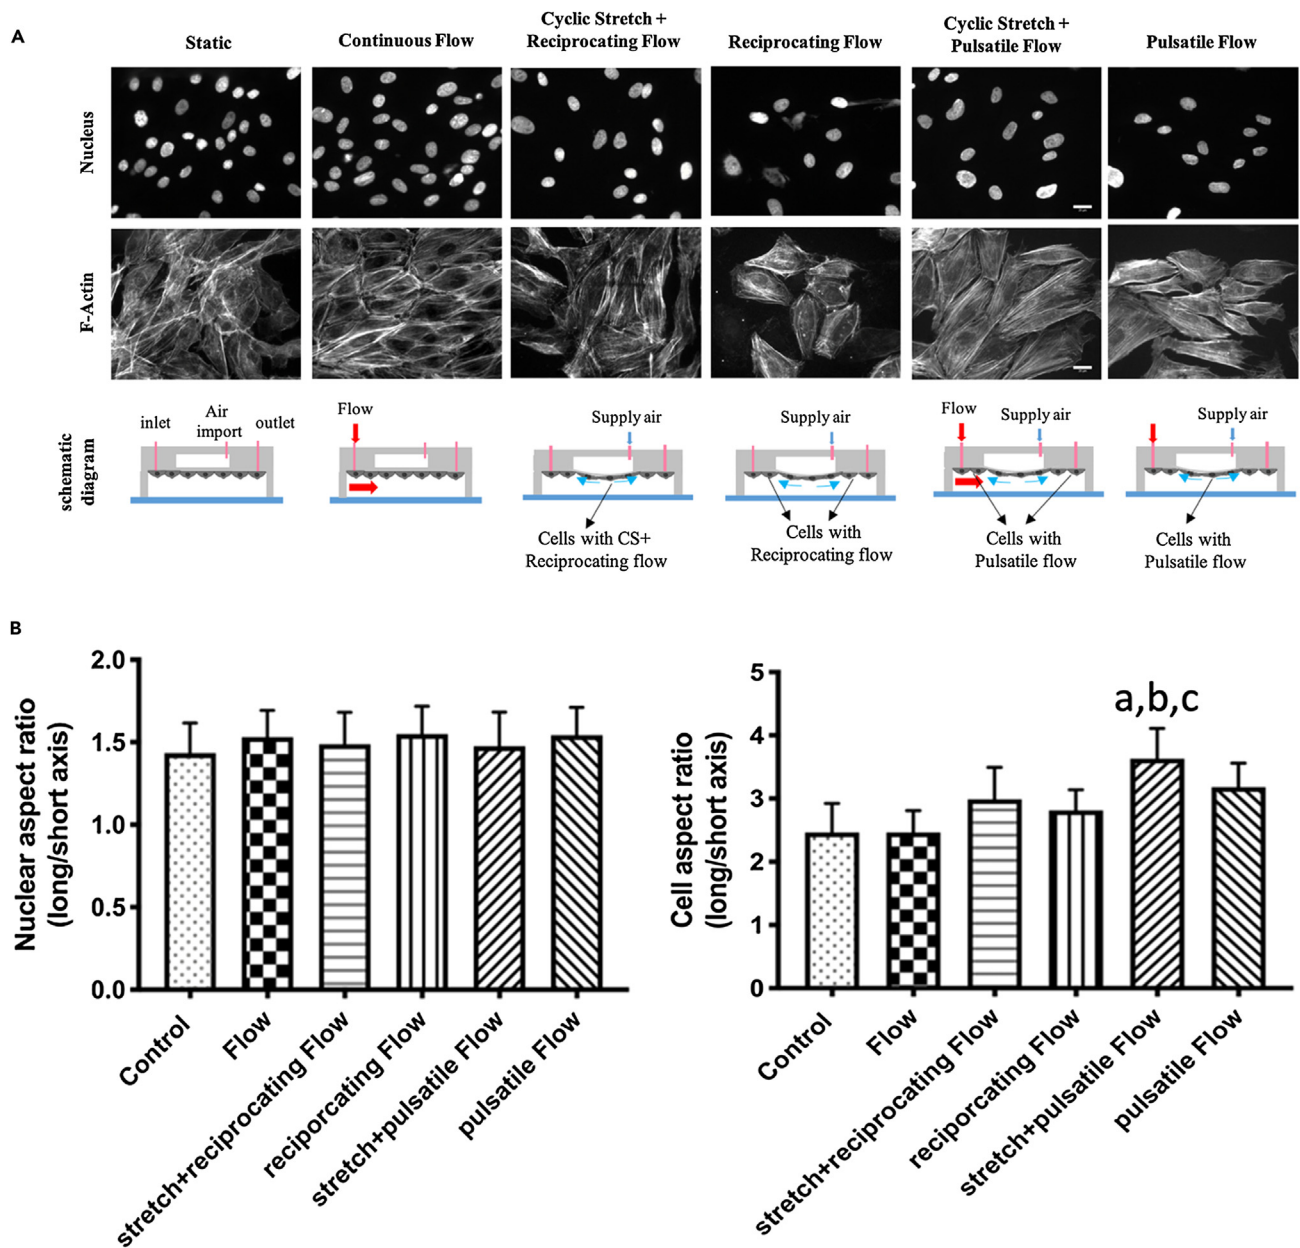 A
Static
Continuous Flow
Cyclic Stretch +
Reciprocating Flow
Reciprocating Flow
Cyclic Stretch +
Pulsatile Flow
Pulsatile Flow
Nucleus
F-Actin
schematic
diagram
inlet
Air
import
outlet
Flow
Supply air
Cells with CS+
Reciprocating flow
Supply air
Cells with
Reciprocating flow
Flow
Supply air
Cells with
Pulsatile flow
Supply air
Cells with
Pulsatile flow
B
Nuclear aspect ratio
(long/short axis)
2.0
1.5
1.0
0.5
0.0
Control
Flow
stretch+reciprocating Flow
reciporcating Flow
stretch+pulsatile Flow
pulsatile Flow
Cell aspect ratio
(long/short axis)
5
4
3
2
1
0
a,b,c
Control
Flow
stretch+reciprocating Flow
reciporcating Flow
stretch+pulsatile Flow
pulsatile Flow